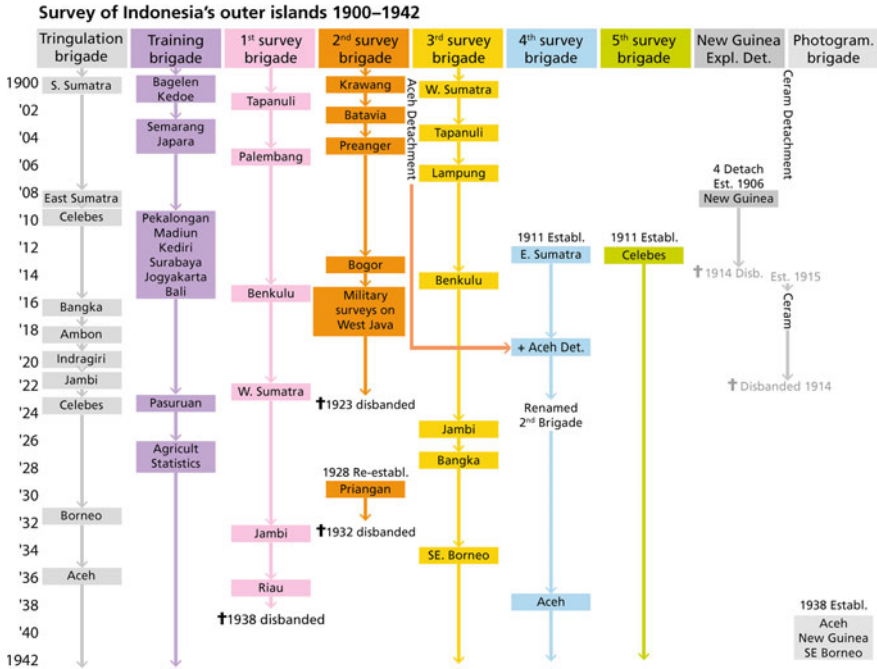 Survey of Indonesia's outer islands 1900–1942
Tringulation
brigade
Training
brigade
1st survey
brigade
2nd survey
brigade
3rd survey
brigade
4th survey
brigade
5th survey
brigade
New Guinea
Expl. Det.
Photogram.
brigade
1900
'02
'04
'06
'08
'10
'12
'14
'16
'18
'20
'22
'24
'26
'28
'30
'32
'34
'36
'38
'40
1942
S. Sumatra
East Sumatra
Celebes
Bangka
Ambon
Indragiri
Jambi
Celebes
Borneo
Aceh
Bagelen
Kedoe
Semarang
Japara
Pekalongan
Madiun
Kediri
Surabaya
Jogyakarta
Bali
Pasuruan
Agricult
Statistics
Tapanuli
Palembang
Benkulu
W. Sumatra
Jambi
Riau
†1938 disbanded
Krawang
Batavia
Preanger
Bogor
Military
surveys on
West Java
†1923 disbanded
1928 Re-establ.
Priangan
†1932 disbanded
Aceh Detachment
W. Sumatra
Tapanuli
Lampung
Benkulu
Jambi
Bangka
SE. Borneo
1911 Establ.
E. Sumatra
+ Aceh Det.
Renamed
2nd Brigade
Aceh
1911 Establ.
Celebes
4 Detach
Est. 1906
New Guinea
†1914 Disb.
Ceram Detachment
Est. 1915
Ceram
†Disbanded 1914
1938 Establ.
Aceh
New Guinea
SE Borneo